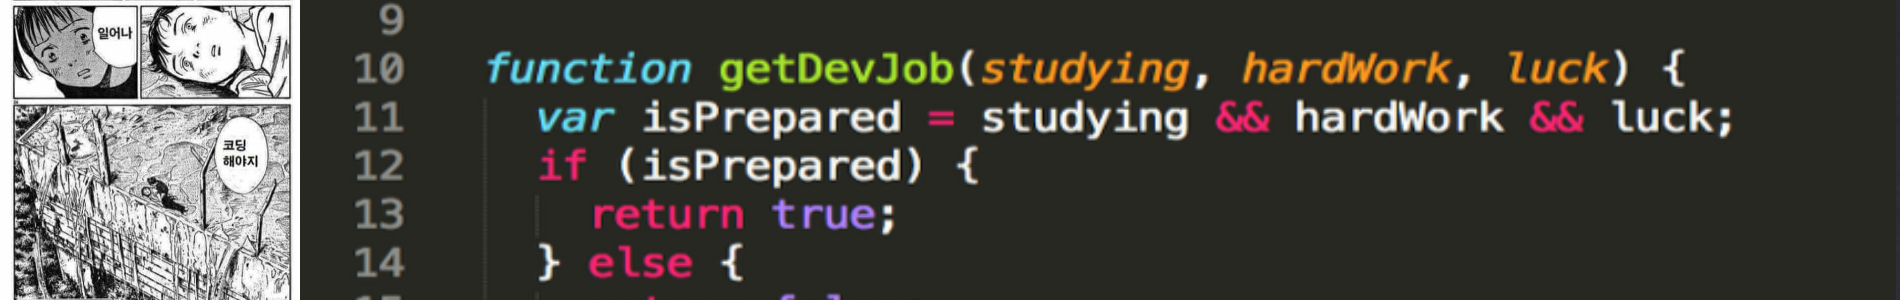 일어나
코딩
해야지
9
10 function getDevJob(studying, hardWork, luck) {
11 var isPrepared = studying && hardWork && luck;
12 if (isPrepared) {
13 return true;
14 } else {